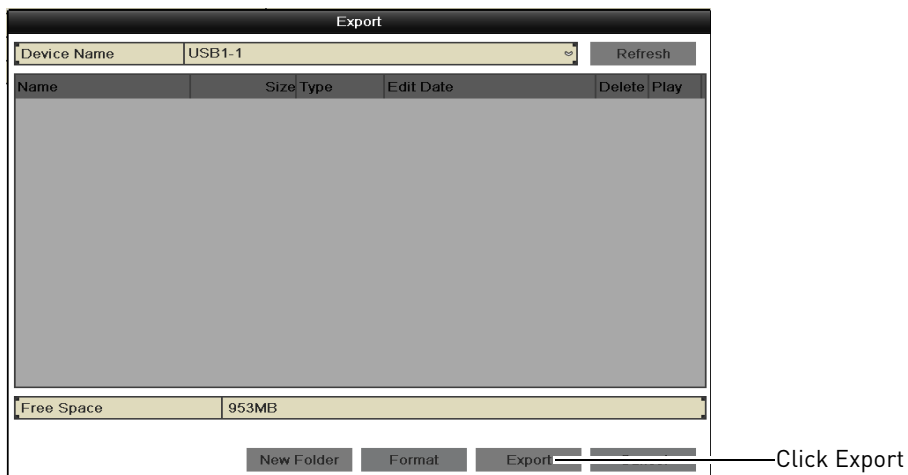 Export
Device Name USB1-1 Refresh
Name Size Type Edit Date Delete Play
Free Space 953MB
New Folder Format Export
Click Export